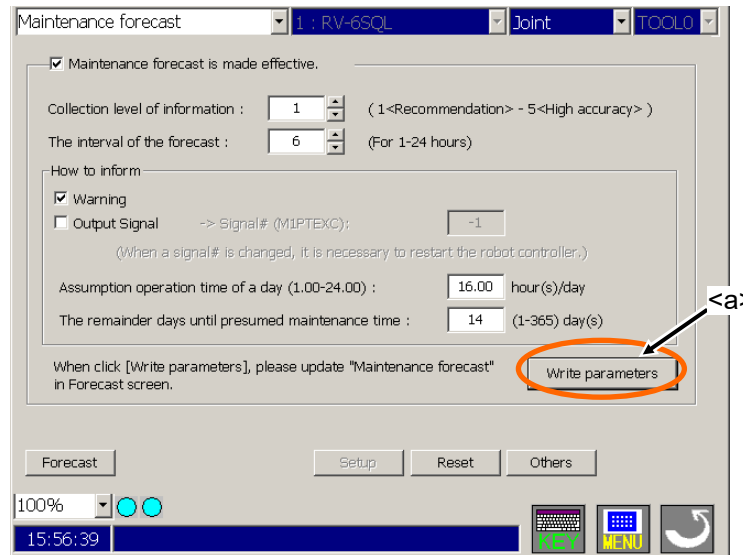 Maintenance forecast 1 : RV-6SQL Joint TOOL0
Maintenance forecast is made effective.
Collection level of information : 1 ( 1<Recommendation> - 5<High accuracy> )
The interval of the forecast : 6 (For 1-24 hours)
How to inform
Warning
Output Signal -> Signal# (M1PTEXC): -1
(When a signal# is changed, it is necessary to restart the robot controller.)
Assumption operation time of a day (1.00-24.00) : 16.00 hour(s)/day
<a>
The remainder days until presumed maintenance time : 14 (1-365) day(s)
When click [Write parameters], please update "Maintenance forecast"
in Forecast screen.
Write parameters
Forecast Setup Reset Others
100%
15:56:39 KEY MENU